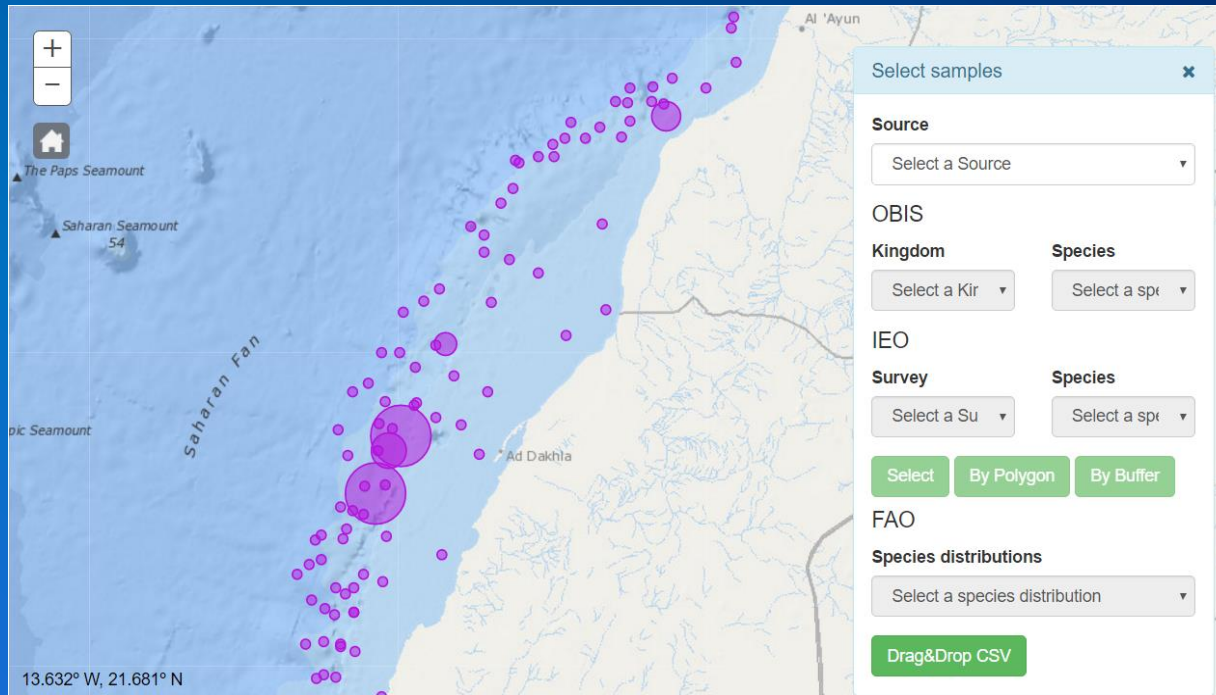 Al 'Ayun
+
−
The Paps Seamount
Saharan Seamount
54
Saharan Fan
pic Seamount
Ad Dakhla
13.632º W, 21.681º N
Select samples ×
Source
Select a Source
OBIS
Kingdom Species
Select a Kir Select a spe
IEO
Survey Species
Select a Su Select a spe
Select By Polygon By Buffer
FAO
Species distributions
Select a species distribution
Drag&Drop CSV